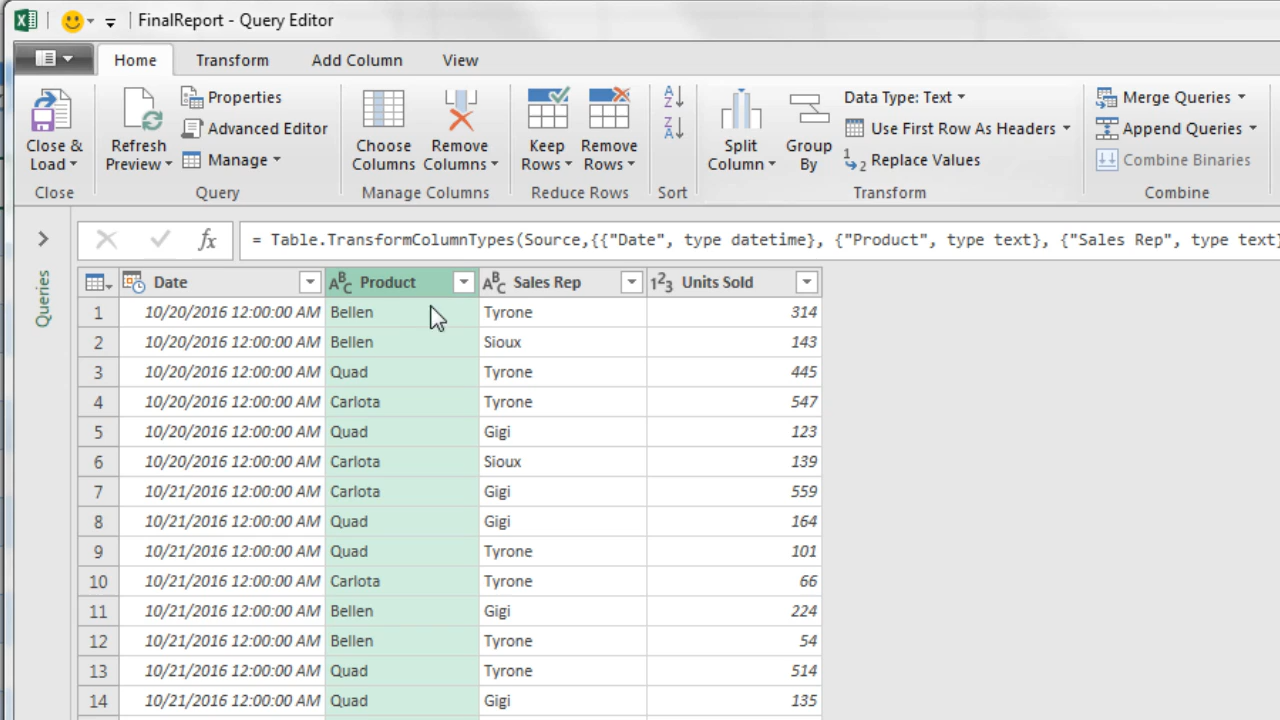 FinalReport - Query Editor
Home Transform Add Column View
Close & Load
Refresh Preview
Properties
Advanced Editor
Manage
Choose Columns
Remove Columns
Keep Rows
Remove Rows
A Z
Z A
Split Column
Group By
Data Type: Text
Use First Row As Headers
1 2 Replace Values
Merge Queries
Append Queries
Combine Binaries
Close Query Manage Columns Reduce Rows Sort Transform Combine
fx = Table.TransformColumnTypes(Source,{{"Date", type datetime}, {"Product", type text}, {"Sales Rep", type text}
Queries
Date ABC Product ABC Sales Rep 123 Units Sold
1 10/20/2016 12:00:00 AM Bellen Tyrone 314
2 10/20/2016 12:00:00 AM Bellen Sioux 143
3 10/20/2016 12:00:00 AM Quad Tyrone 445
4 10/20/2016 12:00:00 AM Carlota Tyrone 547
5 10/20/2016 12:00:00 AM Quad Gigi 123
6 10/20/2016 12:00:00 AM Carlota Sioux 139
7 10/21/2016 12:00:00 AM Carlota Gigi 559
8 10/21/2016 12:00:00 AM Quad Gigi 164
9 10/21/2016 12:00:00 AM Quad Tyrone 101
10 10/21/2016 12:00:00 AM Carlota Tyrone 66
11 10/21/2016 12:00:00 AM Bellen Gigi 224
12 10/21/2016 12:00:00 AM Bellen Tyrone 54
13 10/21/2016 12:00:00 AM Quad Tyrone 514
14 10/21/2016 12:00:00 AM Quad Gigi 135